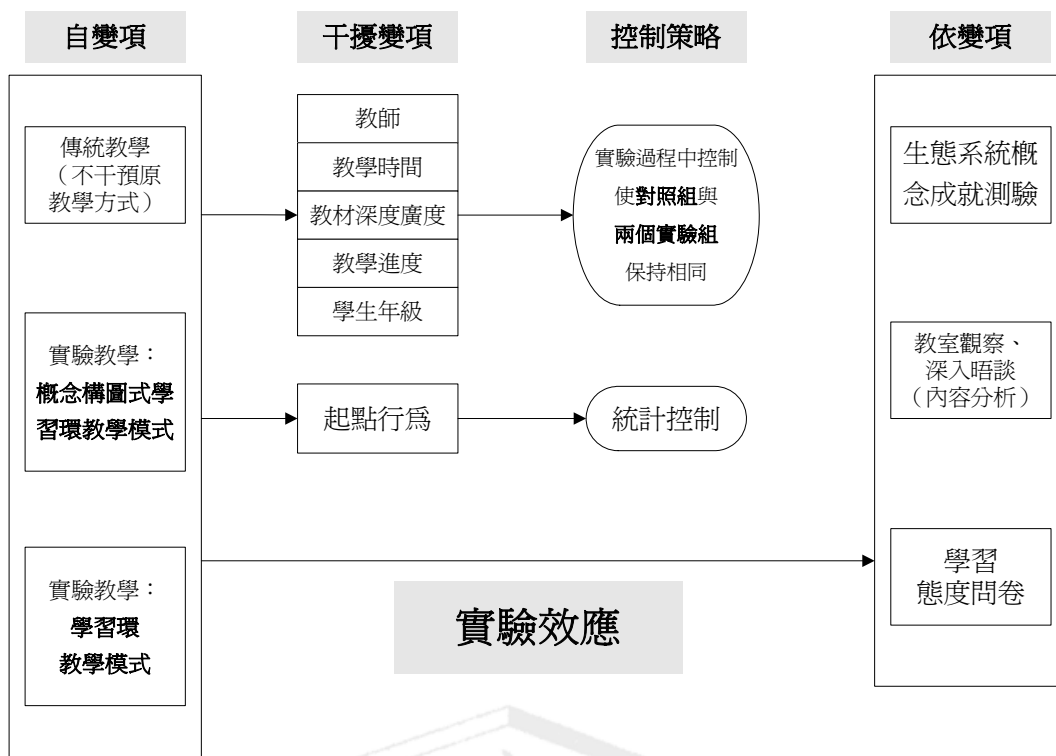 自變項
干擾變項
控制策略
依變項
傳統教學
（不干預原
教學方式）
實驗教學：
概念構圖式學
習環教學模式
實驗教學：
學習環
教學模式
教師
教學時間
教材深度廣度
教學進度
學生年級
起點行為
實驗過程中控制
使對照組與
兩個實驗組
保持相同
統計控制
生態系統概
念成就測驗
教室觀察、
深入晤談
（內容分析）
學習
態度問卷
實驗效應